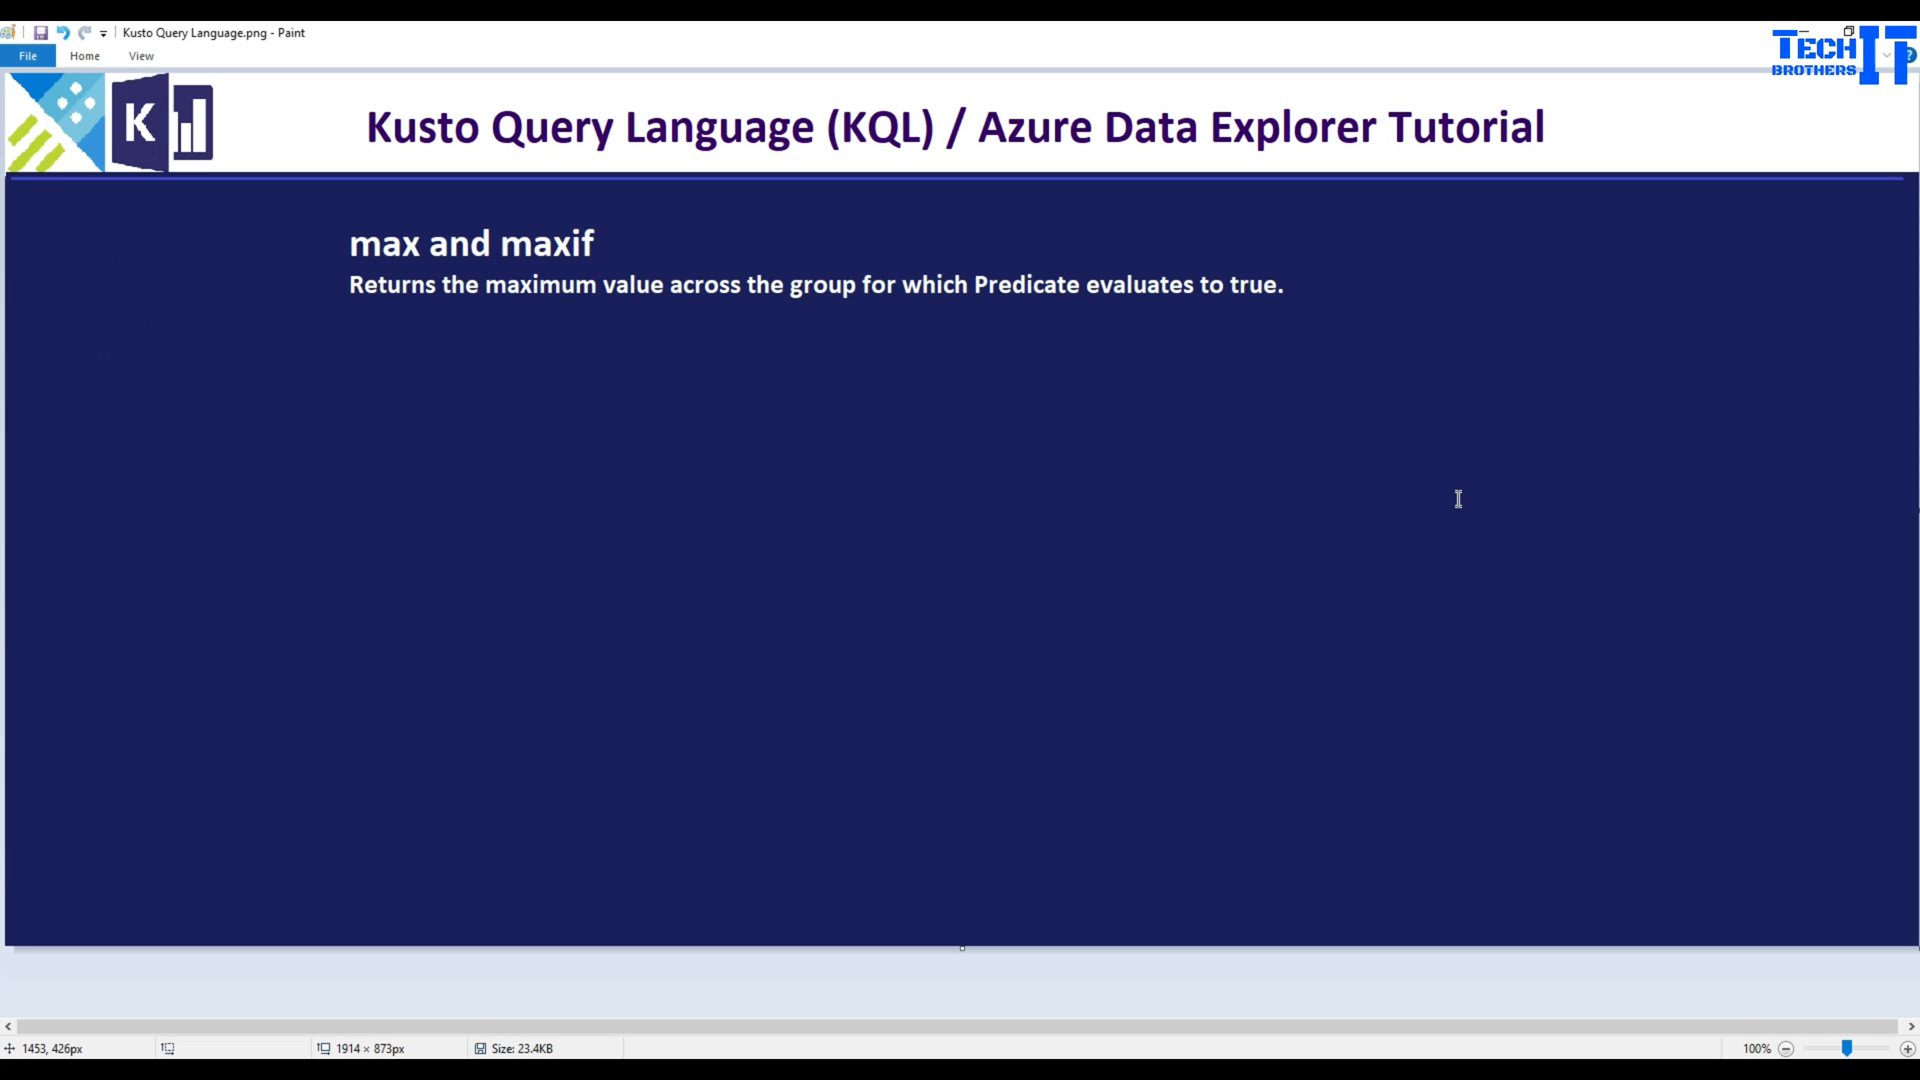 Kusto Query Language.png - Paint
File Home View
TECH IT
BROTHERS
?
K
Kusto Query Language (KQL) / Azure Data Explorer Tutorial
max and maxif
Returns the maximum value across the group for which Predicate evaluates to true.
1453, 426px
1914 × 873px
Size: 23.4KB
100%